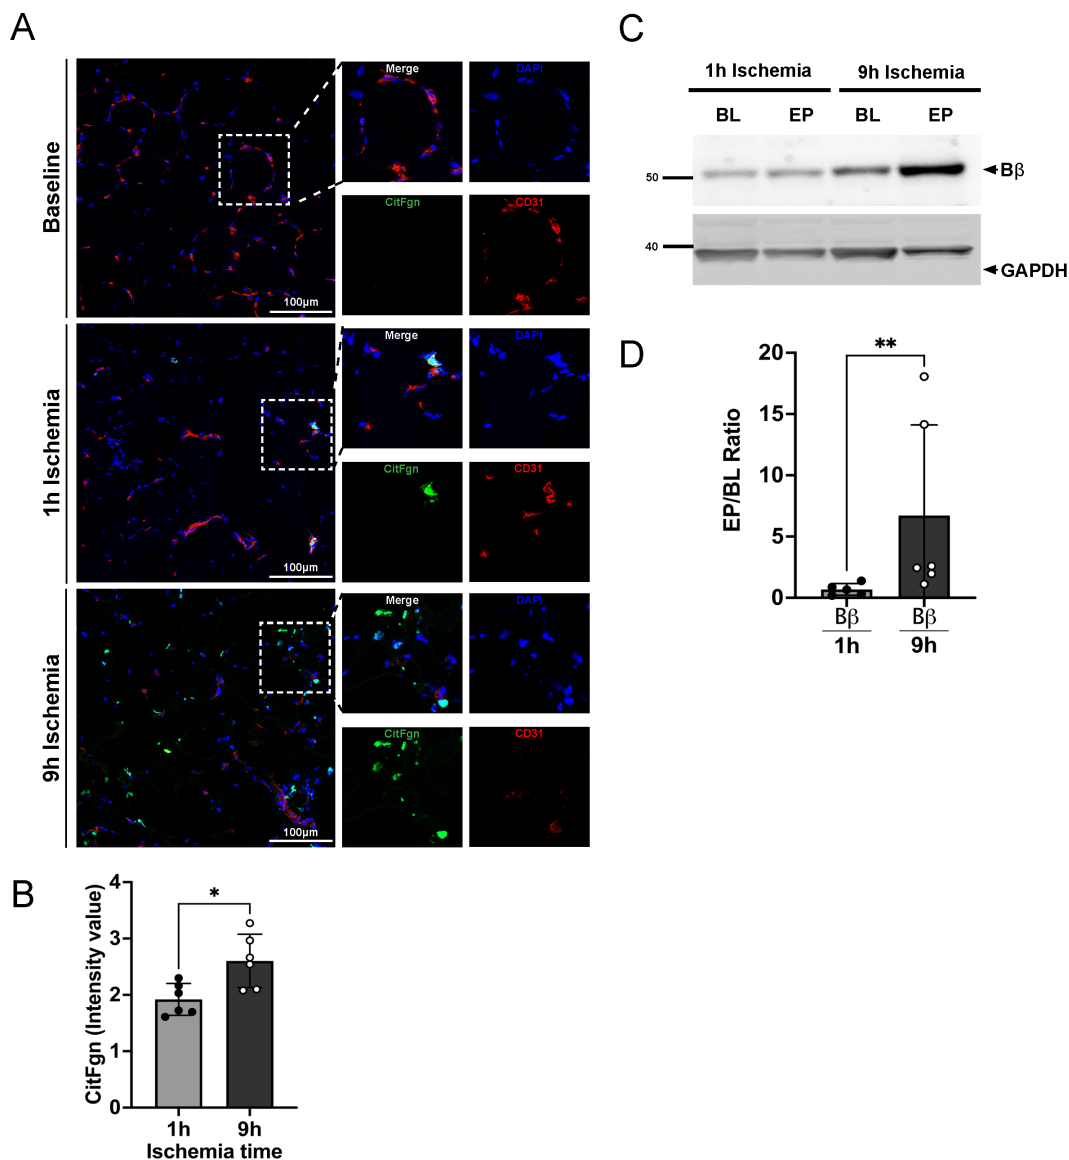 A
Baseline
Merge
DAPI
CitFgn
CD31
100μm
1h Ischemia
Merge
DAPI
CitFgn
CD31
100μm
9h Ischemia
Merge
DAPI
CitFgn
CD31
100μm
B
CitFgn (Intensity value)
4
3
2
1
0
*
1h
9h
Ischemia time
C
1h Ischemia
9h Ischemia
BL
EP
BL
EP
50
Bβ
40
GAPDH
D
EP/BL Ratio
20
15
10
5
0
**
Bβ
Bβ
1h
9h